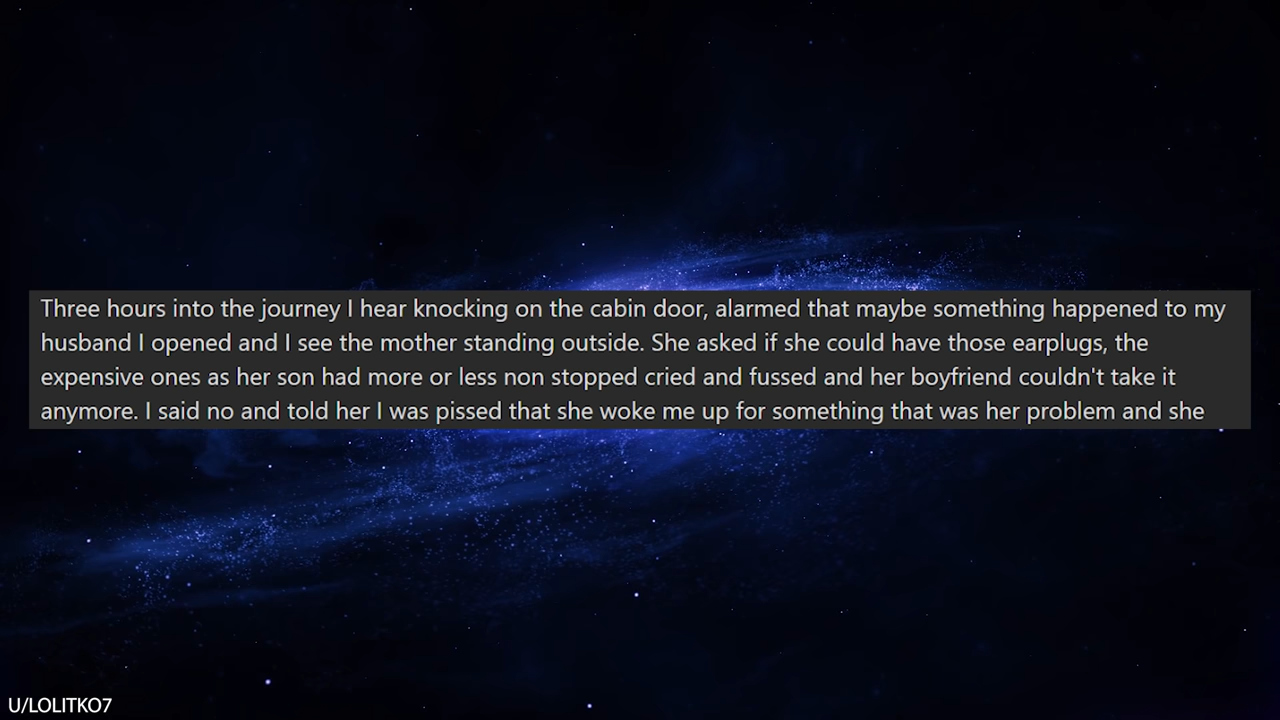 Three hours into the journey I hear knocking on the cabin door, alarmed that maybe something happened to my
husband I opened and I see the mother standing outside. She asked if she could have those earplugs, the
expensive ones as her son had more or less non stopped cried and fussed and her boyfriend couldn't take it
anymore. I said no and told her I was pissed that she woke me up for something that was her problem and she
U/LOLITKO7